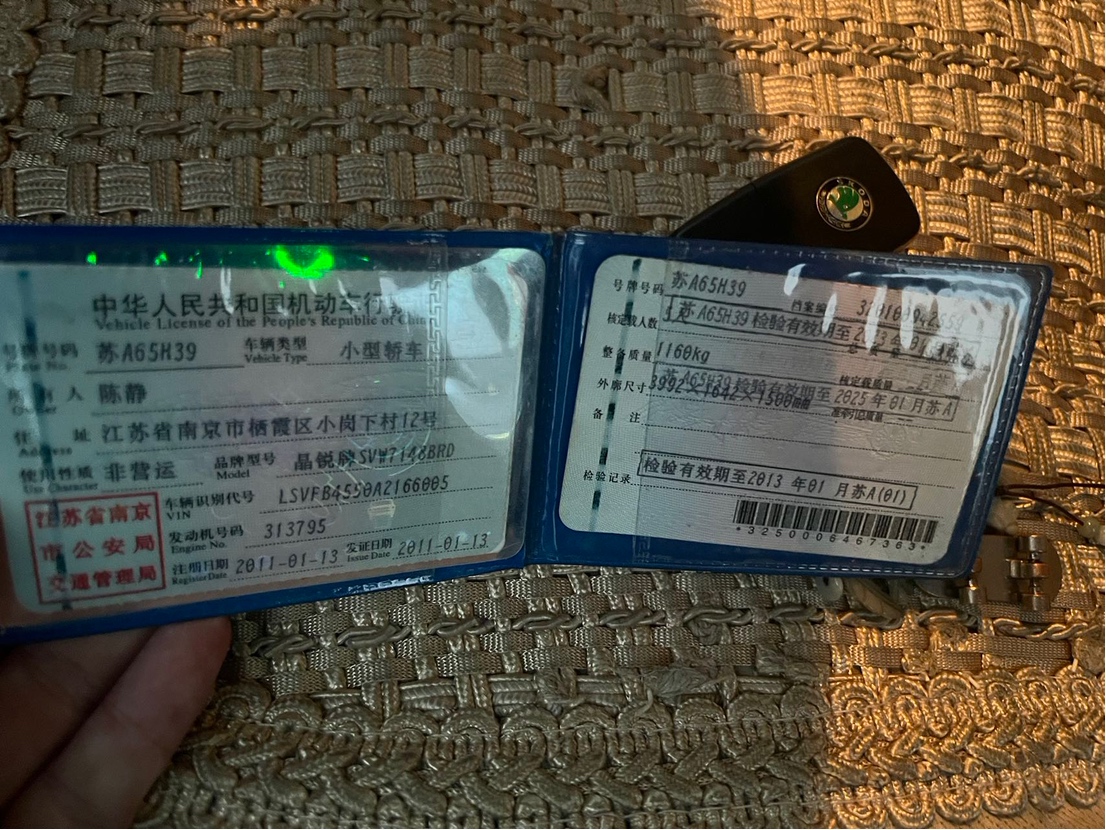 中华人民共和国机动车行驶
Vehicle License of the People's Republic of China
号牌号码 苏A65H39 车辆类型 小型轿车
Plate No. Vehicle Type
所有人 陈静
Owner
住 址 江苏省南京市栖霞区小岗下村12号
Address
使用性质 非营运 品牌型号 晶锐牌SVW7148BRD
Use Character Model
江苏省南京
市公安局
交通管理局
车辆识别代号 LSVFB4550A2166005
VIN
发动机号码 313795
Engine No.
注册日期 2011-01-13 发证日期 2011-01-13
Register Date Issue Date
号牌号码 苏A65H39 档案编
核定载人数 苏A65H39 检验有效期至
整备质量 1160kg 核定载质量
苏A65H39 检验有效期至 2025 年 01 月苏A
外廓尺寸 3992×1642×1500mm
备 注
检验记录 检验有效期至2013 年 01 月苏A(01)
*3250006467363*
SKODA